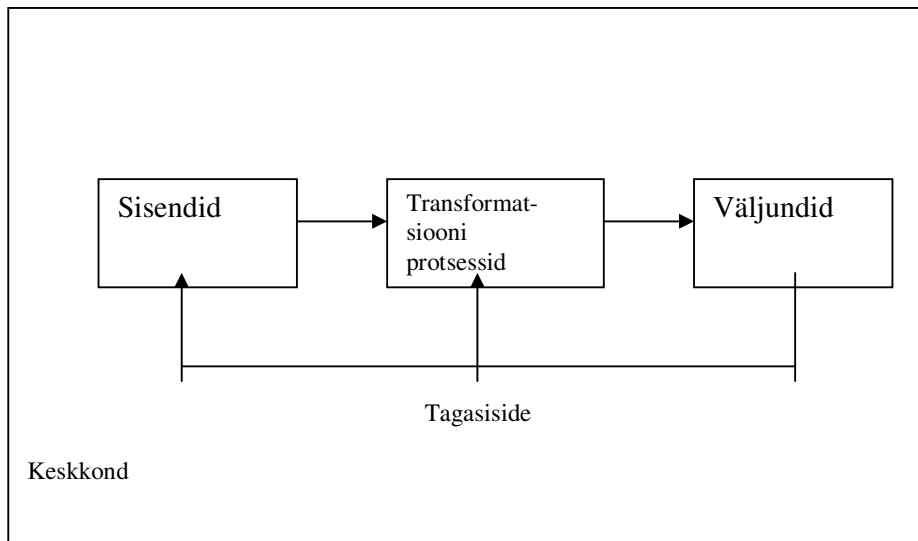 Sisendid
Transformat-
siooni
protsessid
Väljundid
Tagasiside
Keskkond